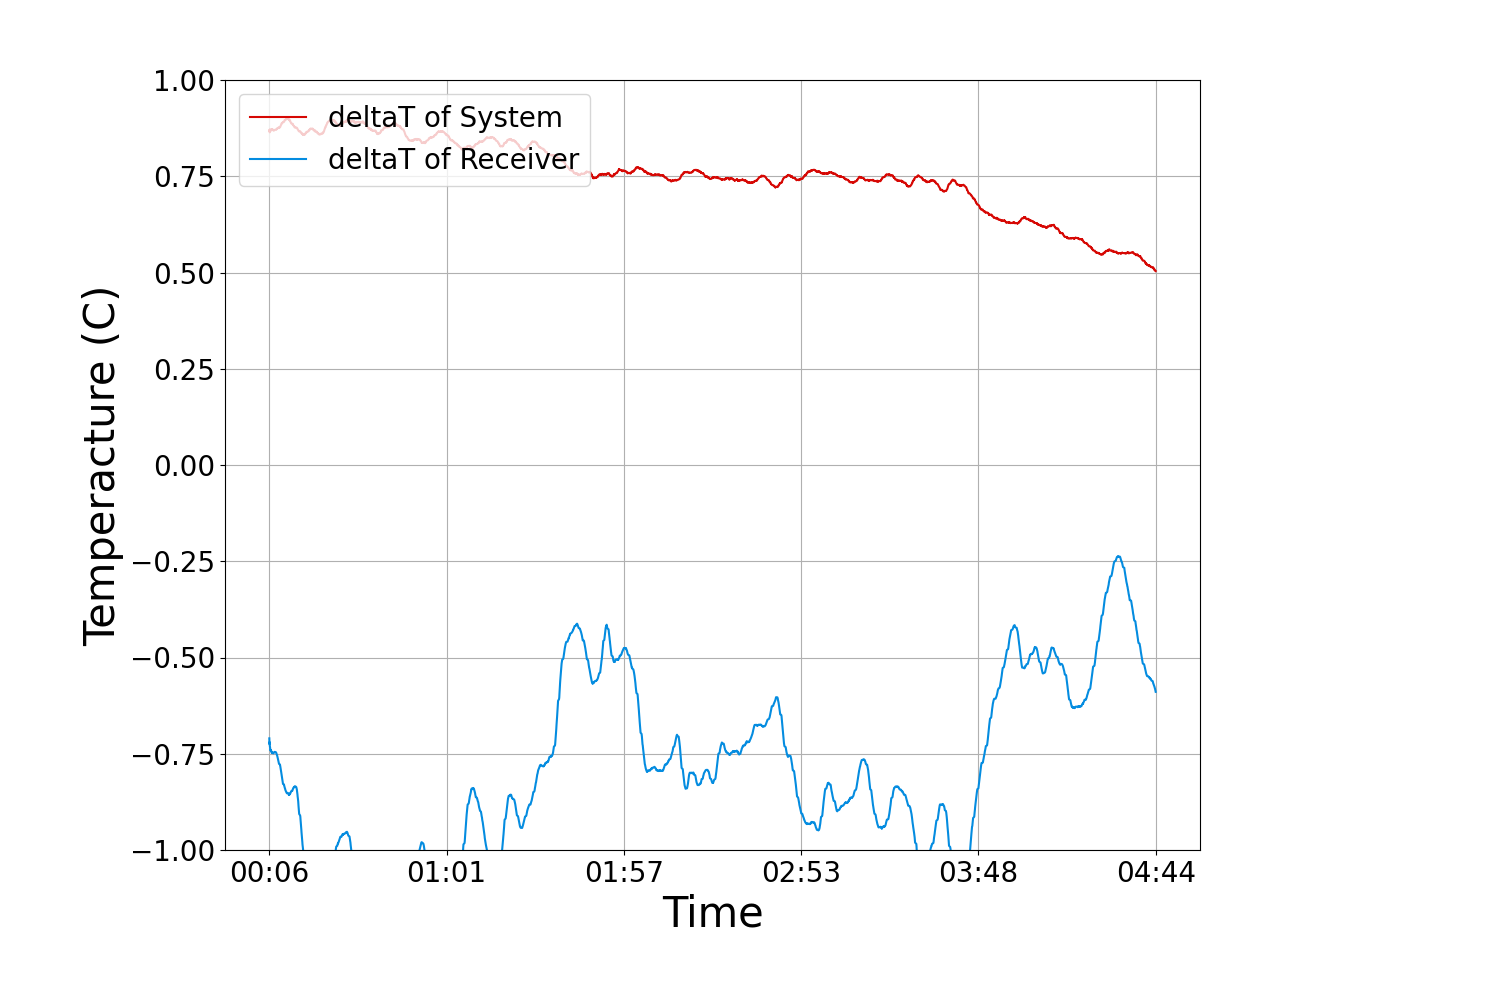 deltaT of System
deltaT of Receiver
1.00
0.75
0.50
0.25
0.00
−0.25
−0.50
−0.75
−1.00
Temperacture (C)
00:06 01:01 01:57 02:53 03:48 04:44
Time